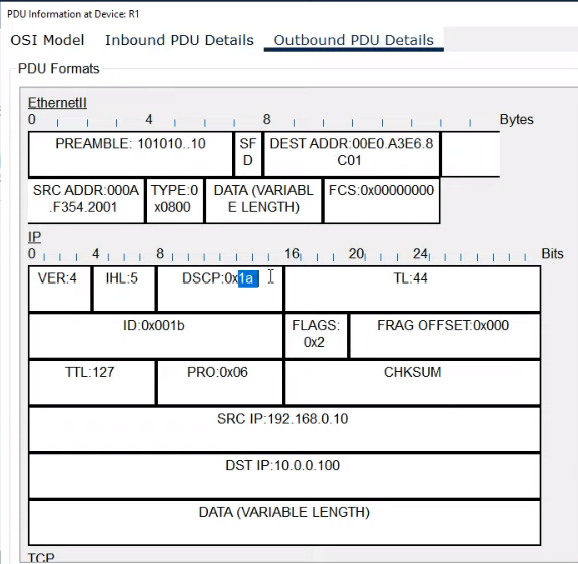 PDU Information at Device: R1
OSI Model Inbound PDU Details Outbound PDU Details
PDU Formats
EthernetII
0 4 8 Bytes
PREAMBLE: 101010..10 SF DEST ADDR:00E0.A3E6.8
D C01
SRC ADDR:000A TYPE:0 DATA (VARIABL FCS:0x00000000
.F354.2001 x0800 E LENGTH)
IP
0 4 8 16 20 24 Bits
VER:4 IHL:5 DSCP:0x1a TL:44
ID:0x001b FLAGS: FRAG OFFSET:0x000
0x2
TTL:127 PRO:0x06 CHKSUM
SRC IP:192.168.0.10
DST IP:10.0.0.100
DATA (VARIABLE LENGTH)
TCP